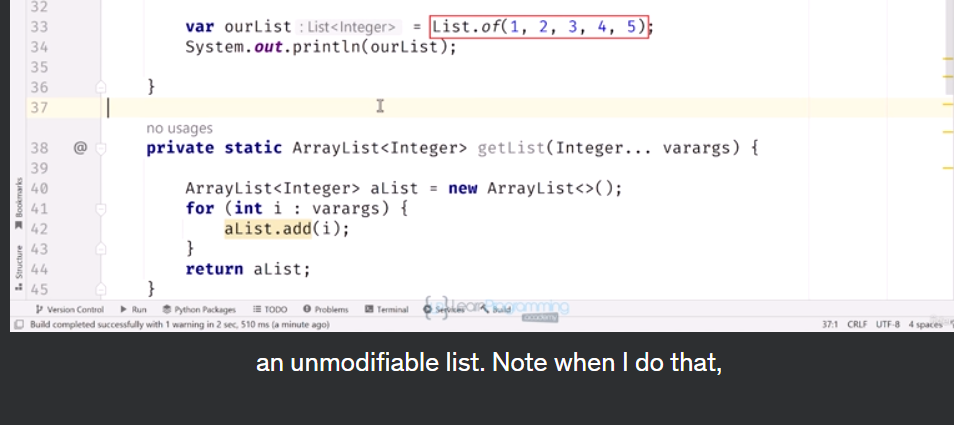 32
33 var ourList : List<Integer> = List.of(1, 2, 3, 4, 5);
34 System.out.println(ourList);
35
36 }
37
no usages
38 @ private static ArrayList<Integer> getList(Integer... varargs) {
39
40 ArrayList<Integer> aList = new ArrayList<>();
41 for (int i : varargs) {
42 aList.add(i);
43 }
44 return aList;
45 }
Bookmarks
Structure
Version Control Run Python Packages TODO Problems Terminal Services Build
LearnProgramming
academy
Build completed successfully with 1 warning in 2 sec, 510 ms (a minute ago) 37:1 CRLF UTF-8 4 spaces
an unmodifiable list. Note when I do that,